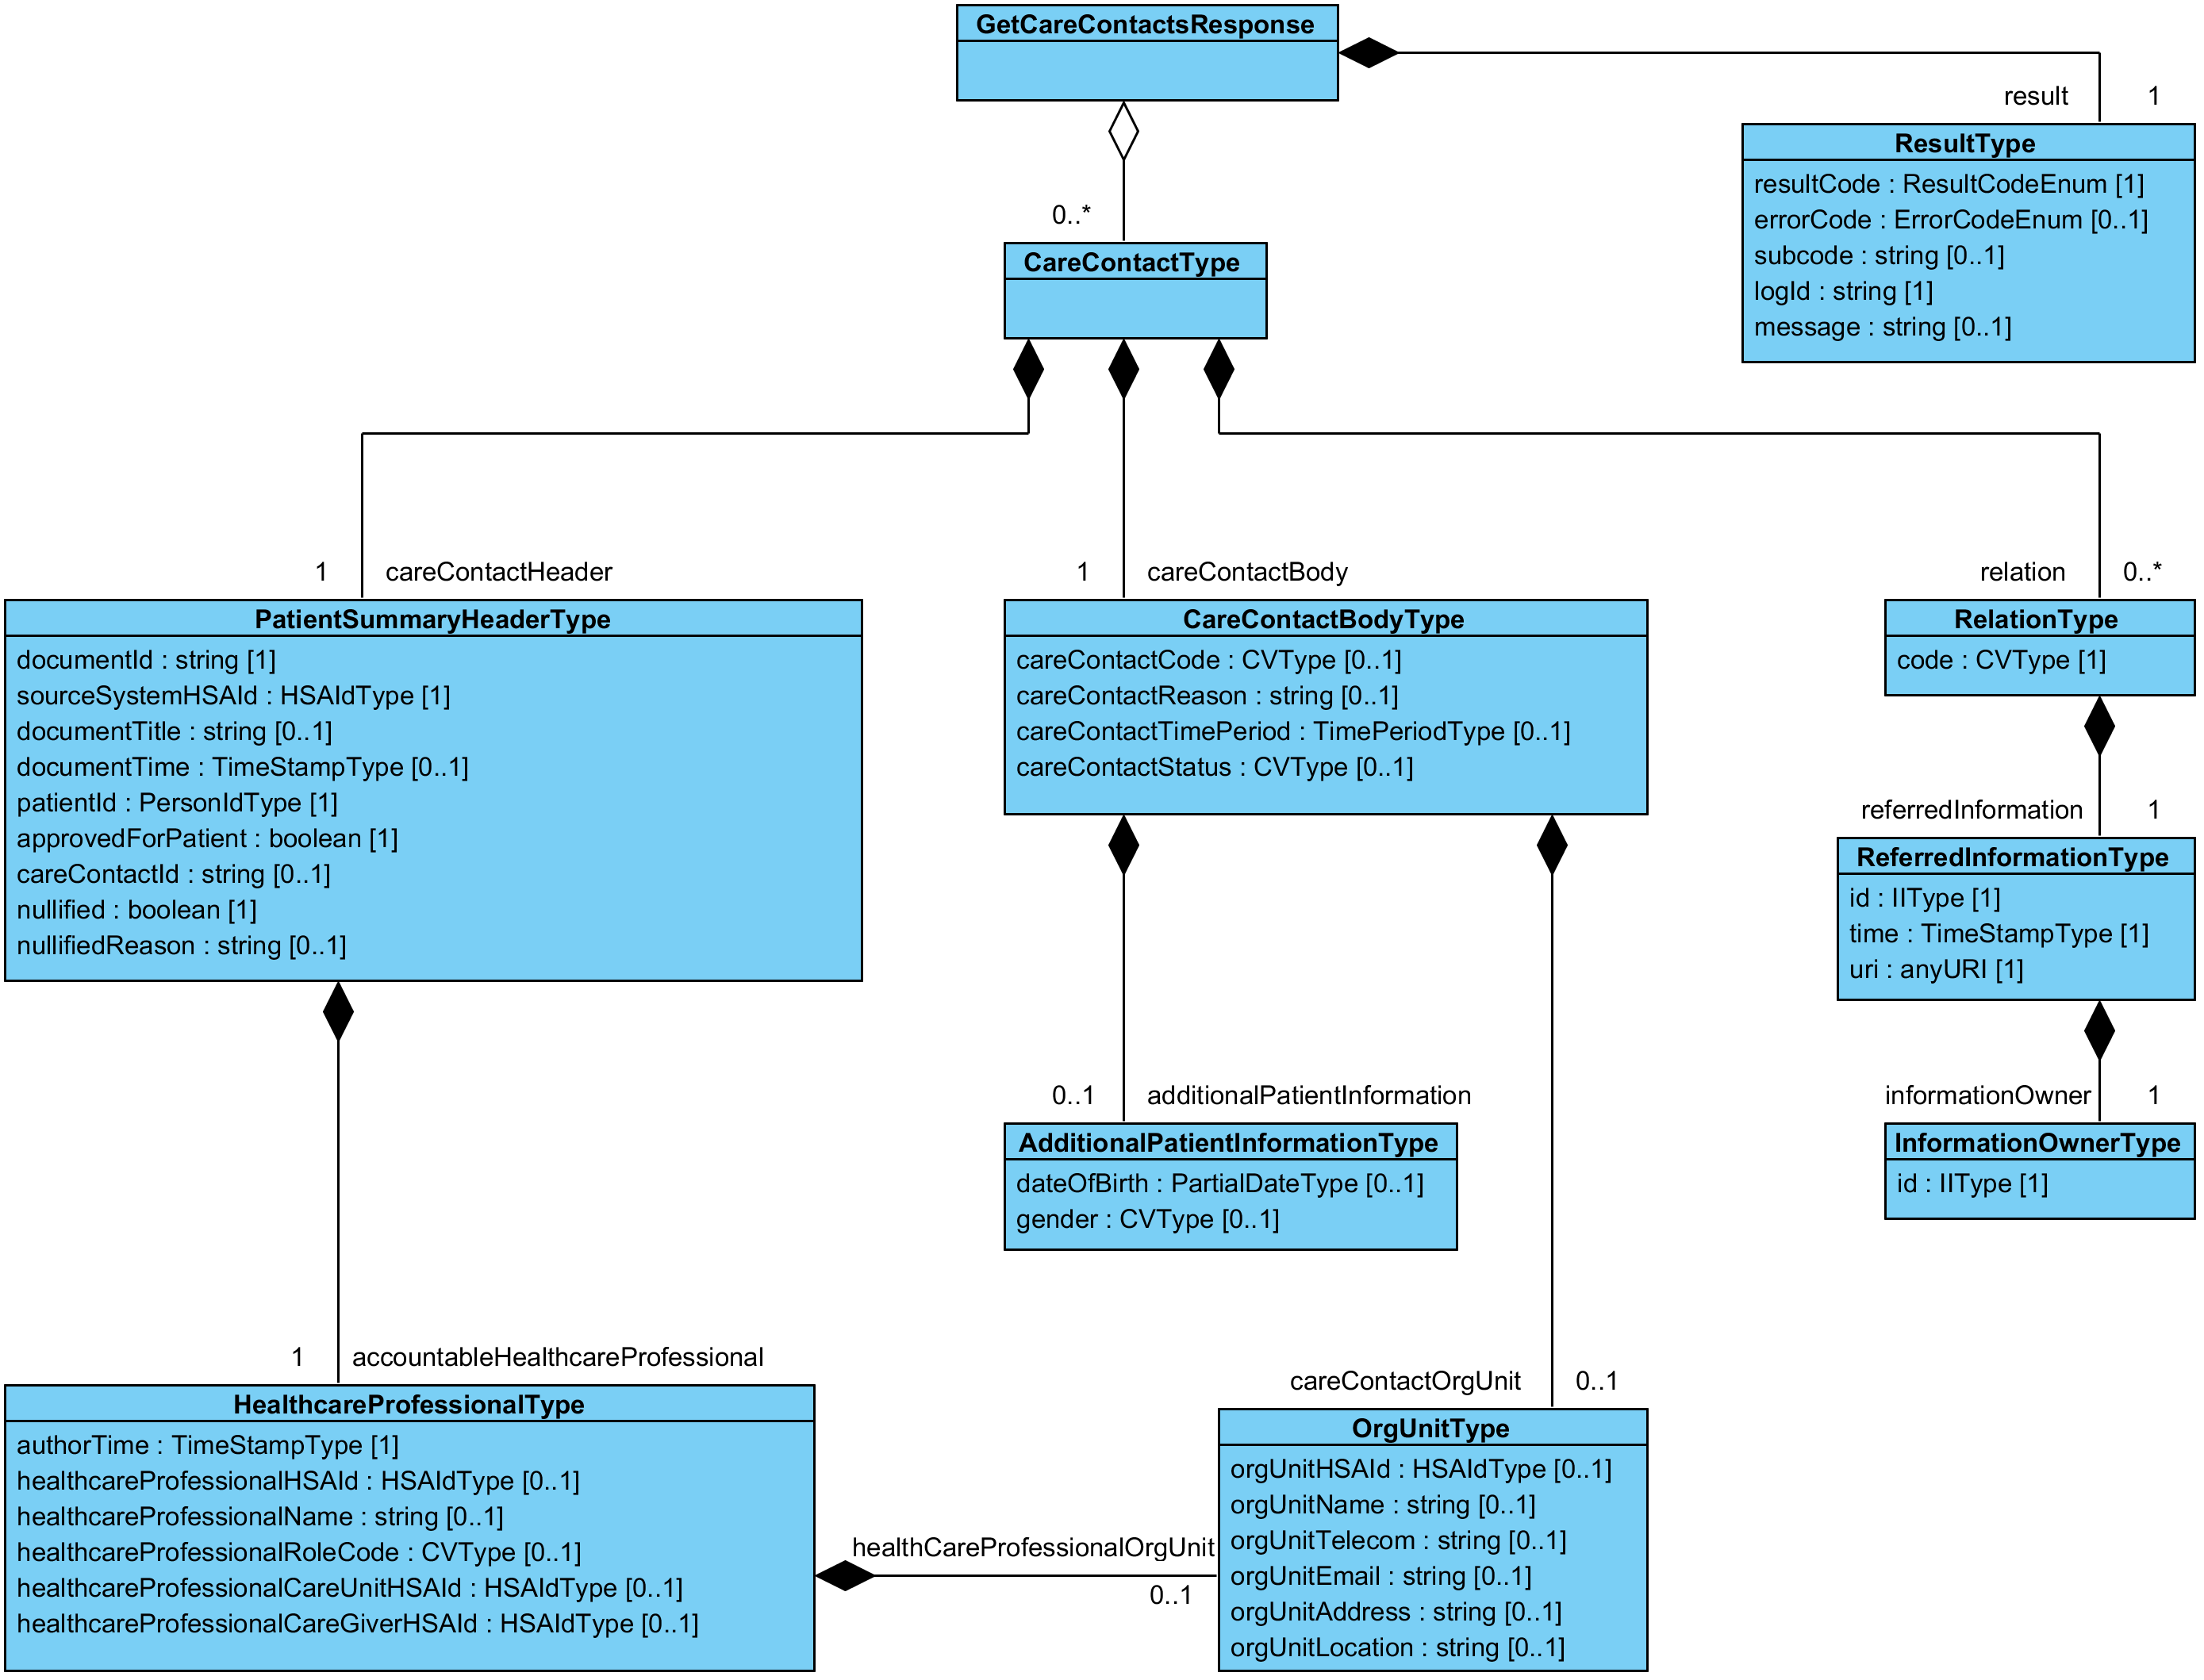 GetCareContactsResponse
result 1
ResultType
resultCode : ResultCodeEnum [1]
errorCode : ErrorCodeEnum [0..1]
subcode : string [0..1]
logId : string [1]
message : string [0..1]
0..*
CareContactType
1 careContactHeader
PatientSummaryHeaderType
documentId : string [1]
sourceSystemHSAId : HSAIdType [1]
documentTitle : string [0..1]
documentTime : TimeStampType [0..1]
patientId : PersonIdType [1]
approvedForPatient : boolean [1]
careContactId : string [0..1]
nullified : boolean [1]
nullifiedReason : string [0..1]
1 careContactBody
CareContactBodyType
careContactCode : CVType [0..1]
careContactReason : string [0..1]
careContactTimePeriod : TimePeriodType [0..1]
careContactStatus : CVType [0..1]
relation 0..*
RelationType
code : CVType [1]
referredInformation 1
ReferredInformationType
id : IIType [1]
time : TimeStampType [1]
uri : anyURI [1]
informationOwner 1
InformationOwnerType
id : IIType [1]
0..1 additionalPatientInformation
AdditionalPatientInformationType
dateOfBirth : PartialDateType [0..1]
gender : CVType [0..1]
1 accountableHealthcareProfessional
HealthcareProfessionalType
authorTime : TimeStampType [1]
healthcareProfessionalHSAId : HSAIdType [0..1]
healthcareProfessionalName : string [0..1]
healthcareProfessionalRoleCode : CVType [0..1]
healthcareProfessionalCareUnitHSAId : HSAIdType [0..1]
healthcareProfessionalCareGiverHSAId : HSAIdType [0..1]
healthCareProfessionalOrgUnit
0..1
careContactOrgUnit 0..1
OrgUnitType
orgUnitHSAId : HSAIdType [0..1]
orgUnitName : string [0..1]
orgUnitTelecom : string [0..1]
orgUnitEmail : string [0..1]
orgUnitAddress : string [0..1]
orgUnitLocation : string [0..1]